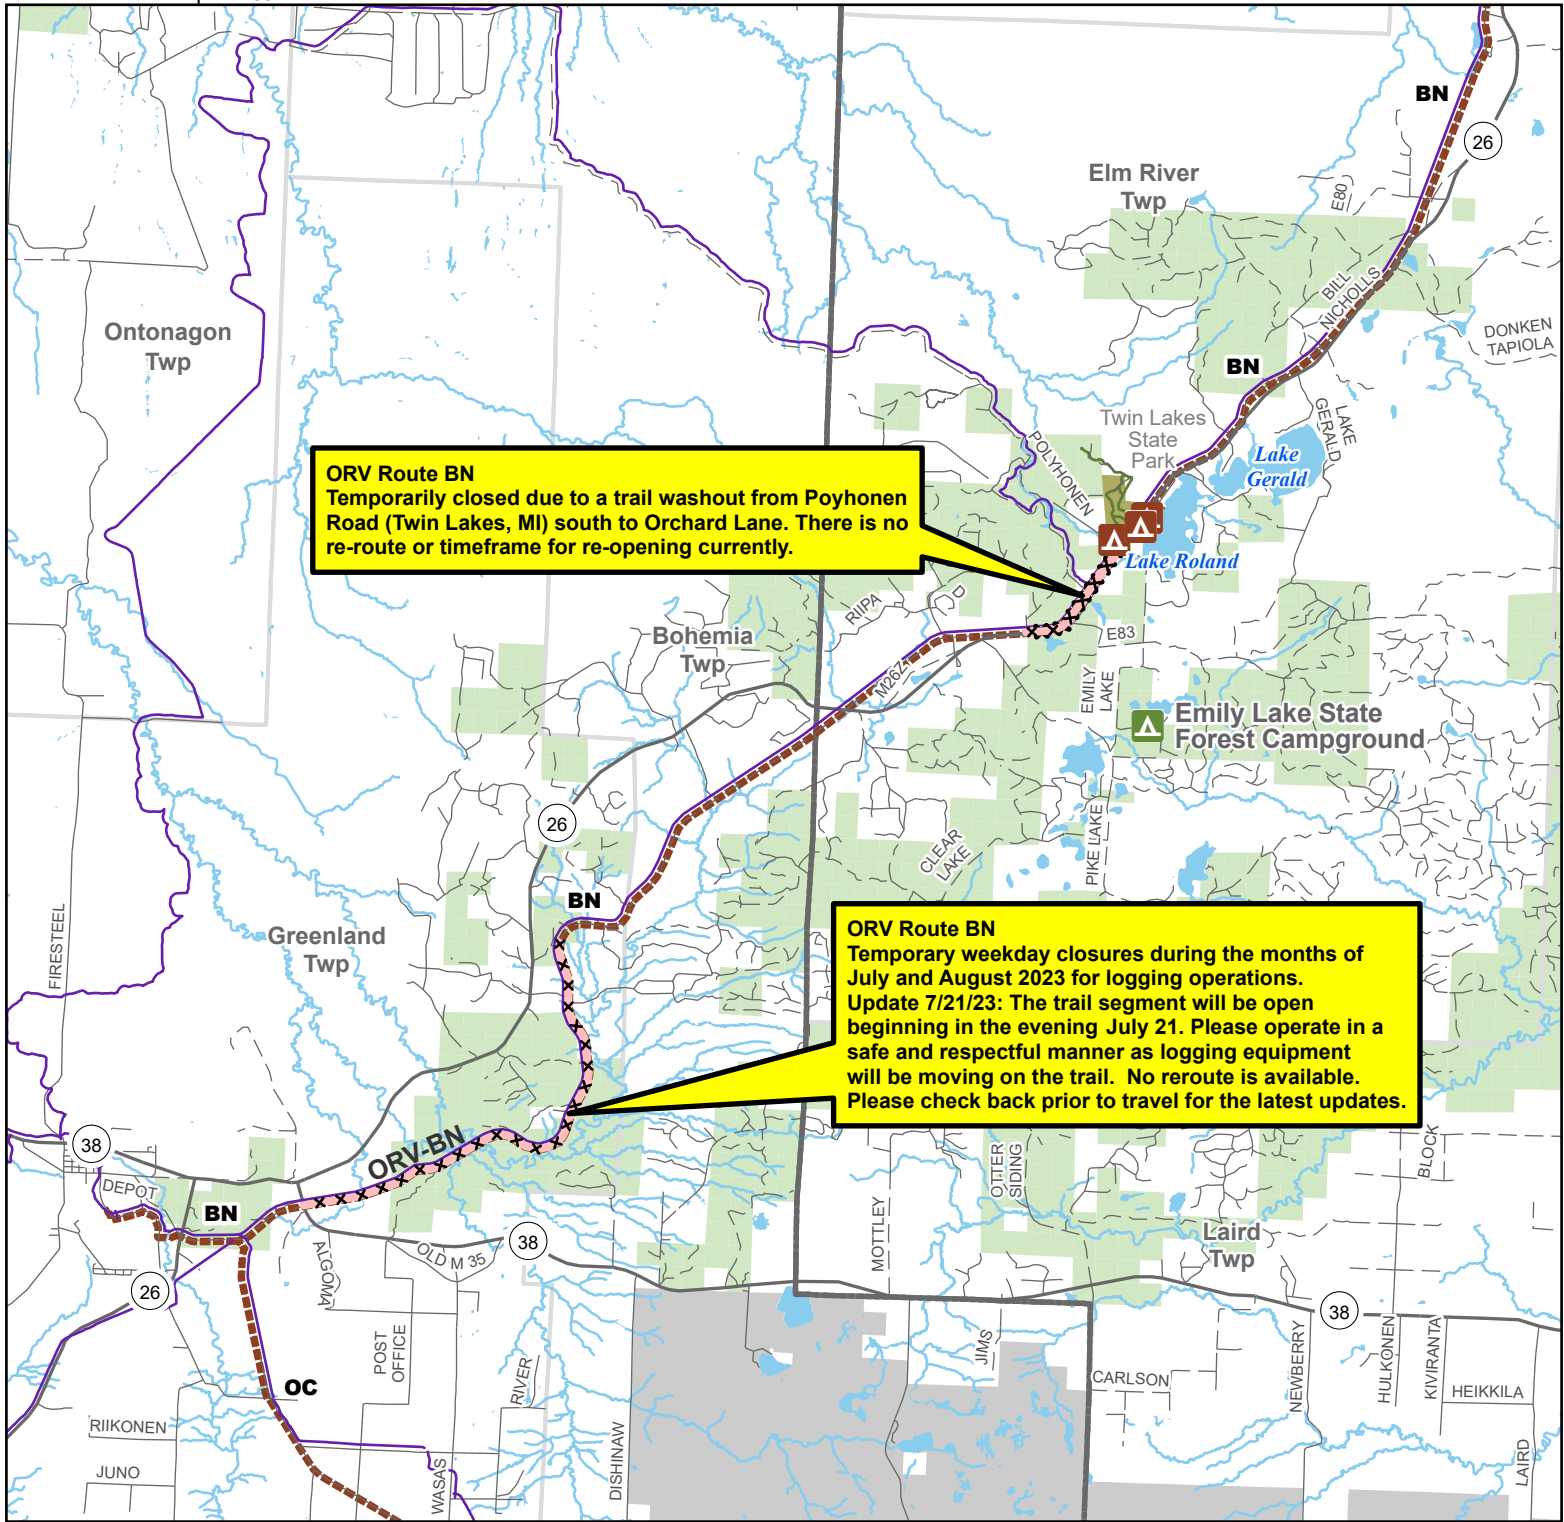 BN
26
Elm River
Twp
E80
BILL
NICHOLLS
DONKEN
TAPIOLA
Ontonagon
Twp
BN
LAKE
GERALD
Twin Lakes
State
Park
POLYHONEN
Lake
Gerald
ORV Route BN
Temporarily closed due to a trail washout from Poyhonen
Road (Twin Lakes, MI) south to Orchard Lane. There is no
re-route or timeframe for re-opening currently.
Lake Roland
RIIPA
D
E83
Bohemia
Twp
M26Z
EMILY
LAKE
Emily Lake State
Forest Campground
26
CLEAR
LAKE
PIKE LAKE
BN
FIRESTEEL
Greenland
Twp
ORV Route BN
Temporary weekday closures during the months of
July and August 2023 for logging operations.
Update 7/21/23: The trail segment will be open
beginning in the evening July 21. Please operate in a
safe and respectful manner as logging equipment
will be moving on the trail.  No reroute is available.
Please check back prior to travel for the latest updates.
38
ORV-BN
DEPOT
BN
OTTER
SIDING
BLOCK
MOTTLEY
Laird
Twp
ALGOMA
OLD M 35
38
26
38
POST
OFFICE
RIVER
JIMS
CARLSON
NEWBERRY
HULKONEN
KIVIRANTA
HEIKKILA
OC
RIIKONEN
JUNO
WASAS
DISHINAW
LAIRD